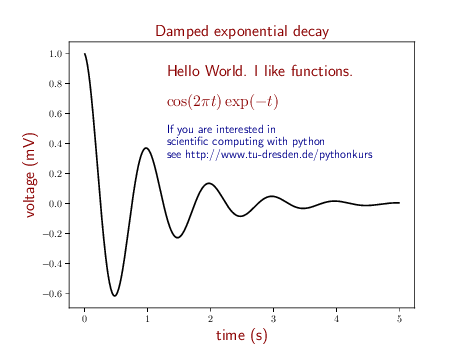 Damped exponential decay
Hello World. I like functions.
cos(2πt) exp(−t)
If you are interested in
scientific computing with python
see http://www.tu-dresden.de/pythonkurs
voltage (mV)
1.0
0.8
0.6
0.4
0.2
0.0
−0.2
−0.4
−0.6
0 1 2 3 4 5
time (s)